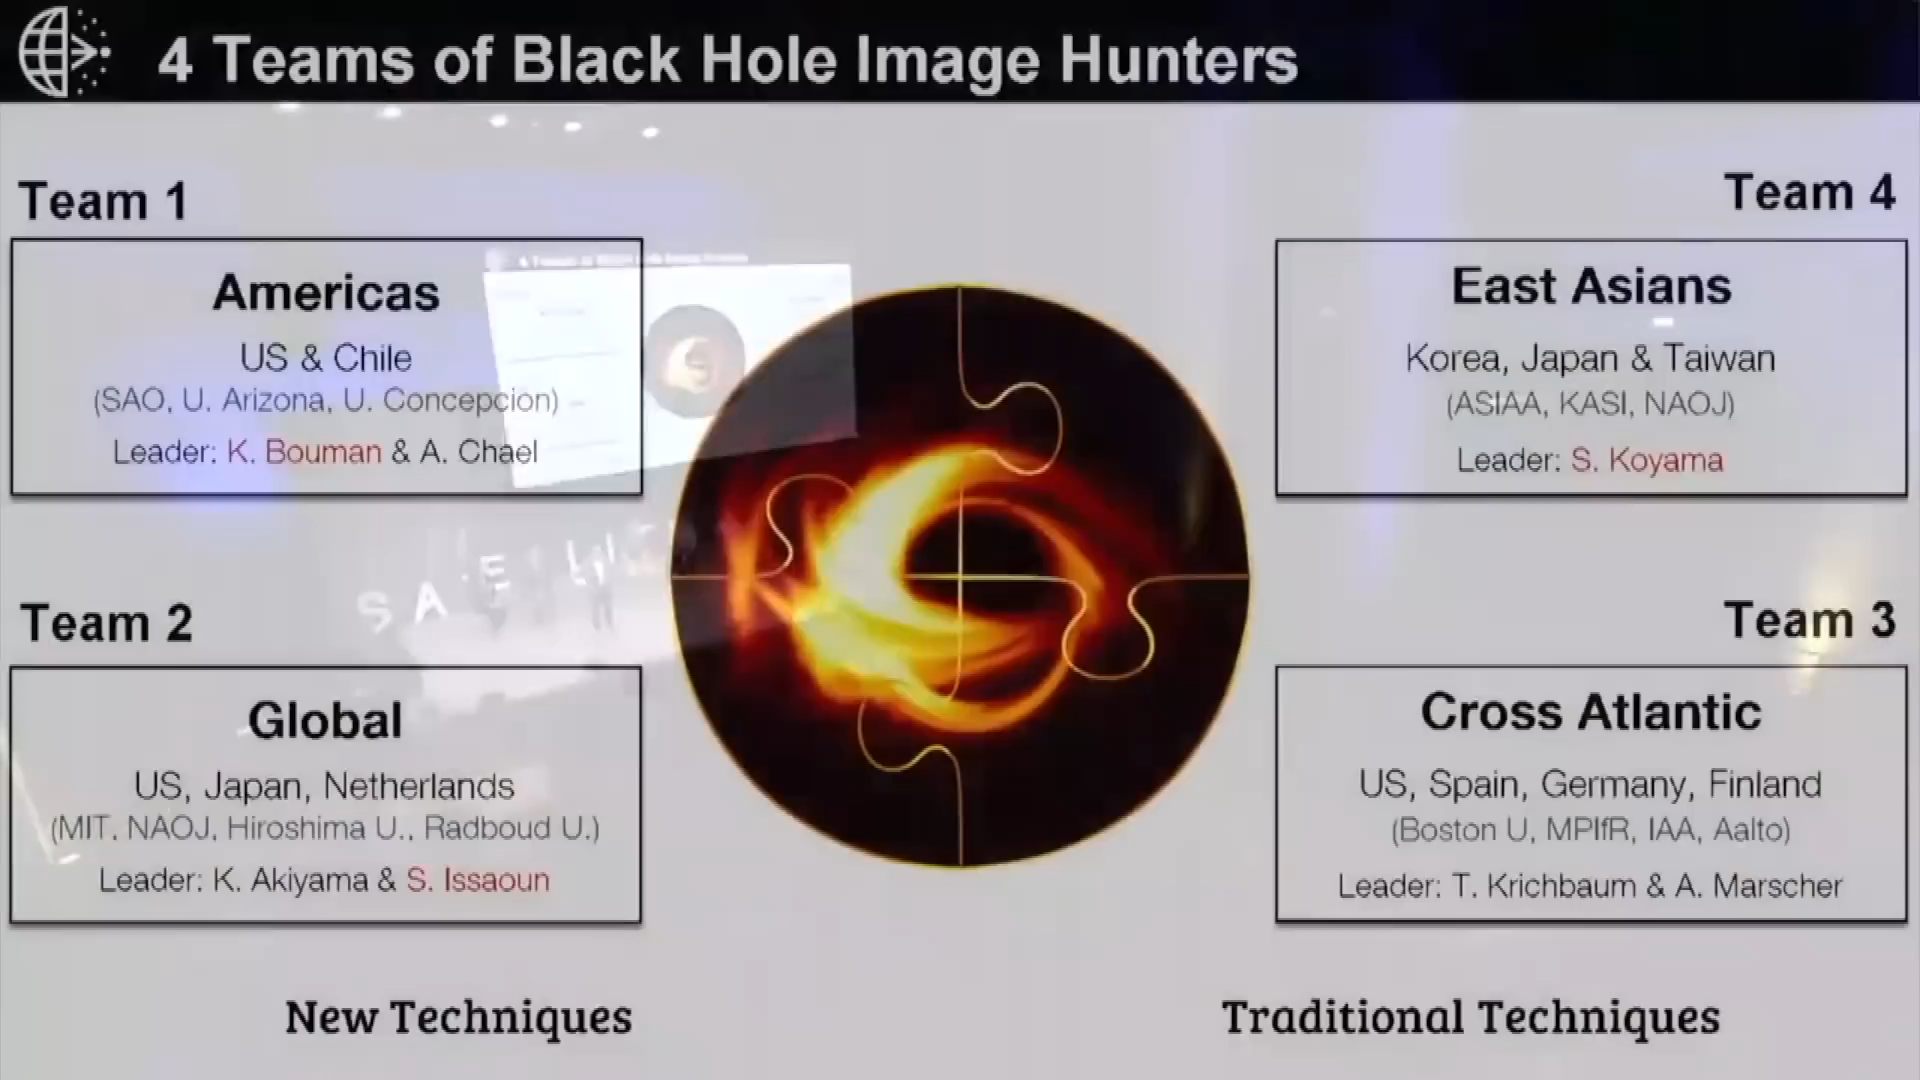 4 Teams of Black Hole Image Hunters
Team 1
Americas
US & Chile
(SAO, U. Arizona, U. Concepcion)
Leader: K. Bouman & A. Chael
Team 2
Global
US, Japan, Netherlands
(MIT, NAOJ, Hiroshima U., Radboud U.)
Leader: K. Akiyama & S. Issaoun
New Techniques
Team 4
East Asians
Korea, Japan & Taiwan
(ASIAA, KASI, NAOJ)
Leader: S. Koyama
Team 3
Cross Atlantic
US, Spain, Germany, Finland
(Boston U, MPIfR, IAA, Aalto)
Leader: T. Krichbaum & A. Marscher
Traditional Techniques